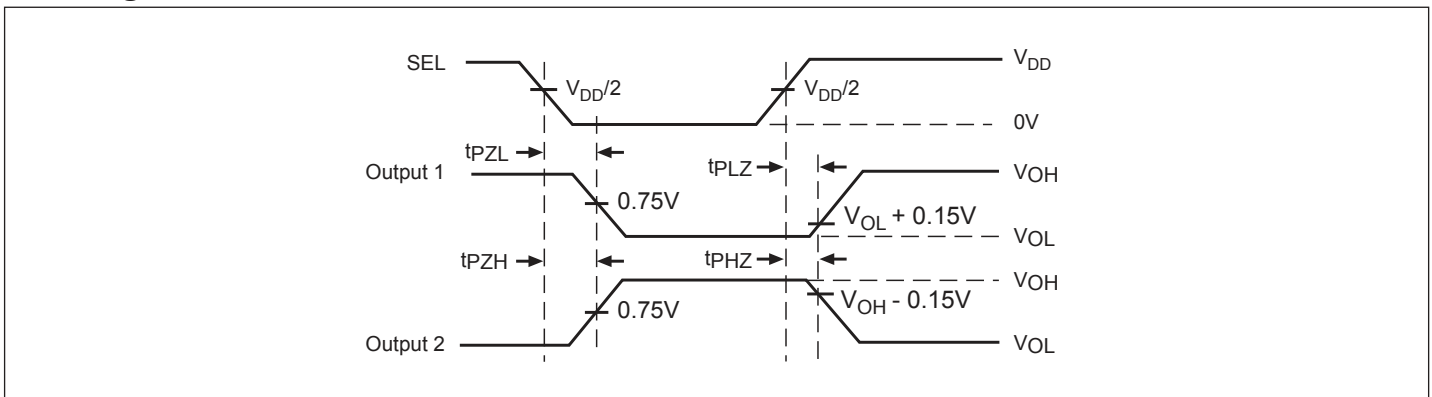 SEL
VDD/2
VDD/2
VDD
0V
tPZL
tPLZ
Output 1
VOH
0.75V
VOL + 0.15V
VOL
tPZH
tPHZ
VOH
0.75V
VOH - 0.15V
Output 2
VOL